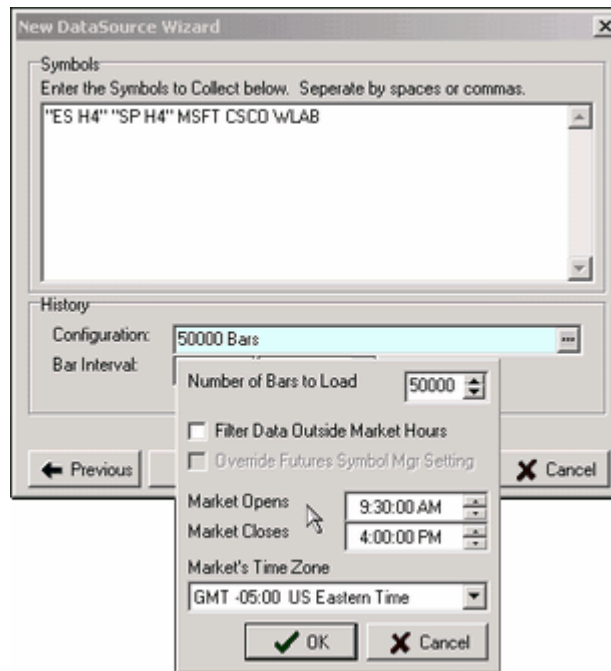 New DataSource Wizard
Symbols
Enter the Symbols to Collect below. Seperate by spaces or commas.
"ES H4" "SP H4" MSFT CSCO WLAB
History
Configuration: 50000 Bars
Bar Interval:
Number of Bars to Load 50000
Filter Data Outside Market Hours
Override Futures Symbol Mgr Setting
Previous
Cancel
Market Opens 9:30:00 AM
Market Closes 4:00:00 PM
Market's Time Zone
GMT -05:00 US Eastern Time
OK Cancel